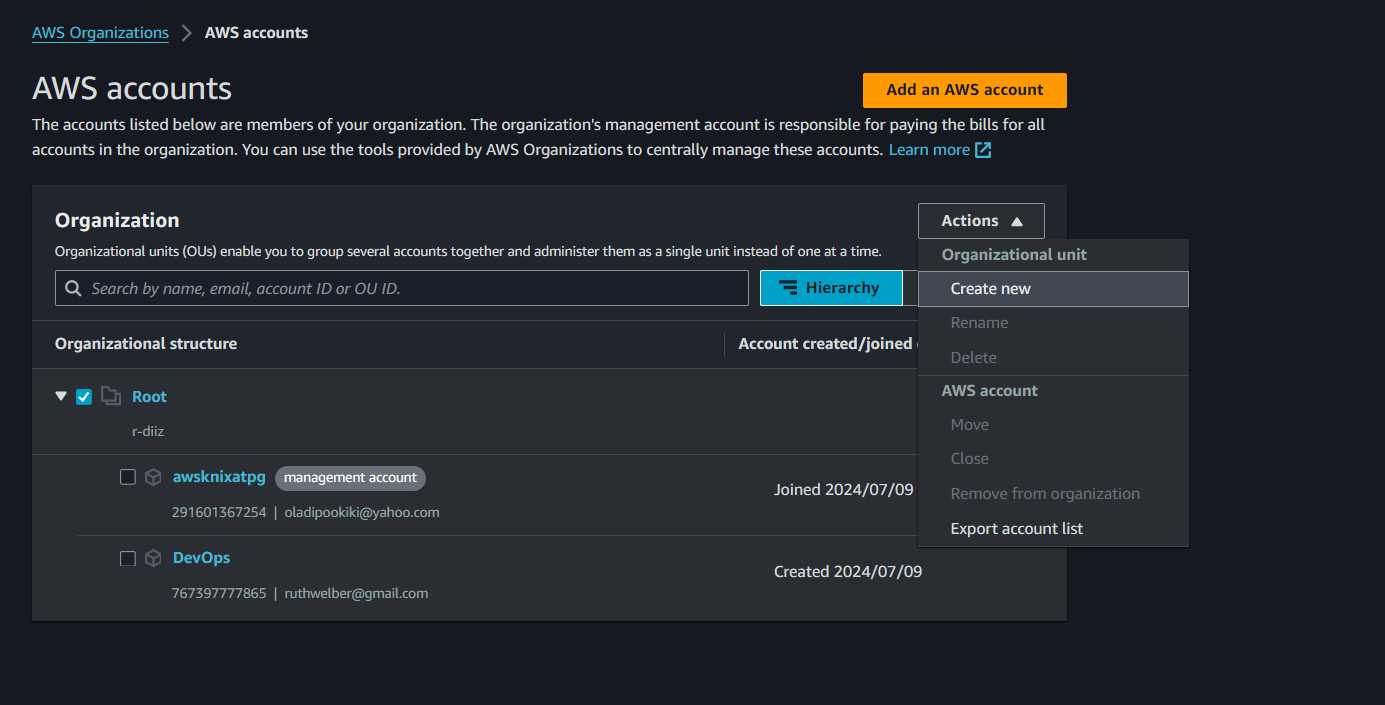 AWS Organizations > AWS accounts
AWS accounts
Add an AWS account
The accounts listed below are members of your organization. The organization's management account is responsible for paying the bills for all
accounts in the organization. You can use the tools provided by AWS Organizations to centrally manage these accounts. Learn more
Organization
Actions
Organizational units (OUs) enable you to group several accounts together and administer them as a single unit instead of one at a time.
Search by name, email, account ID or OU ID.
Hierarchy
Organizational structure
Account created/joined
Root
r-diiz
awsknixatpg management account
Joined 2024/07/09
291601367254 | oladipookiki@yahoo.com
DevOps
Created 2024/07/09
767397777865 | ruthwelber@gmail.com
Organizational unit
Create new
Rename
Delete
AWS account
Move
Close
Remove from organization
Export account list